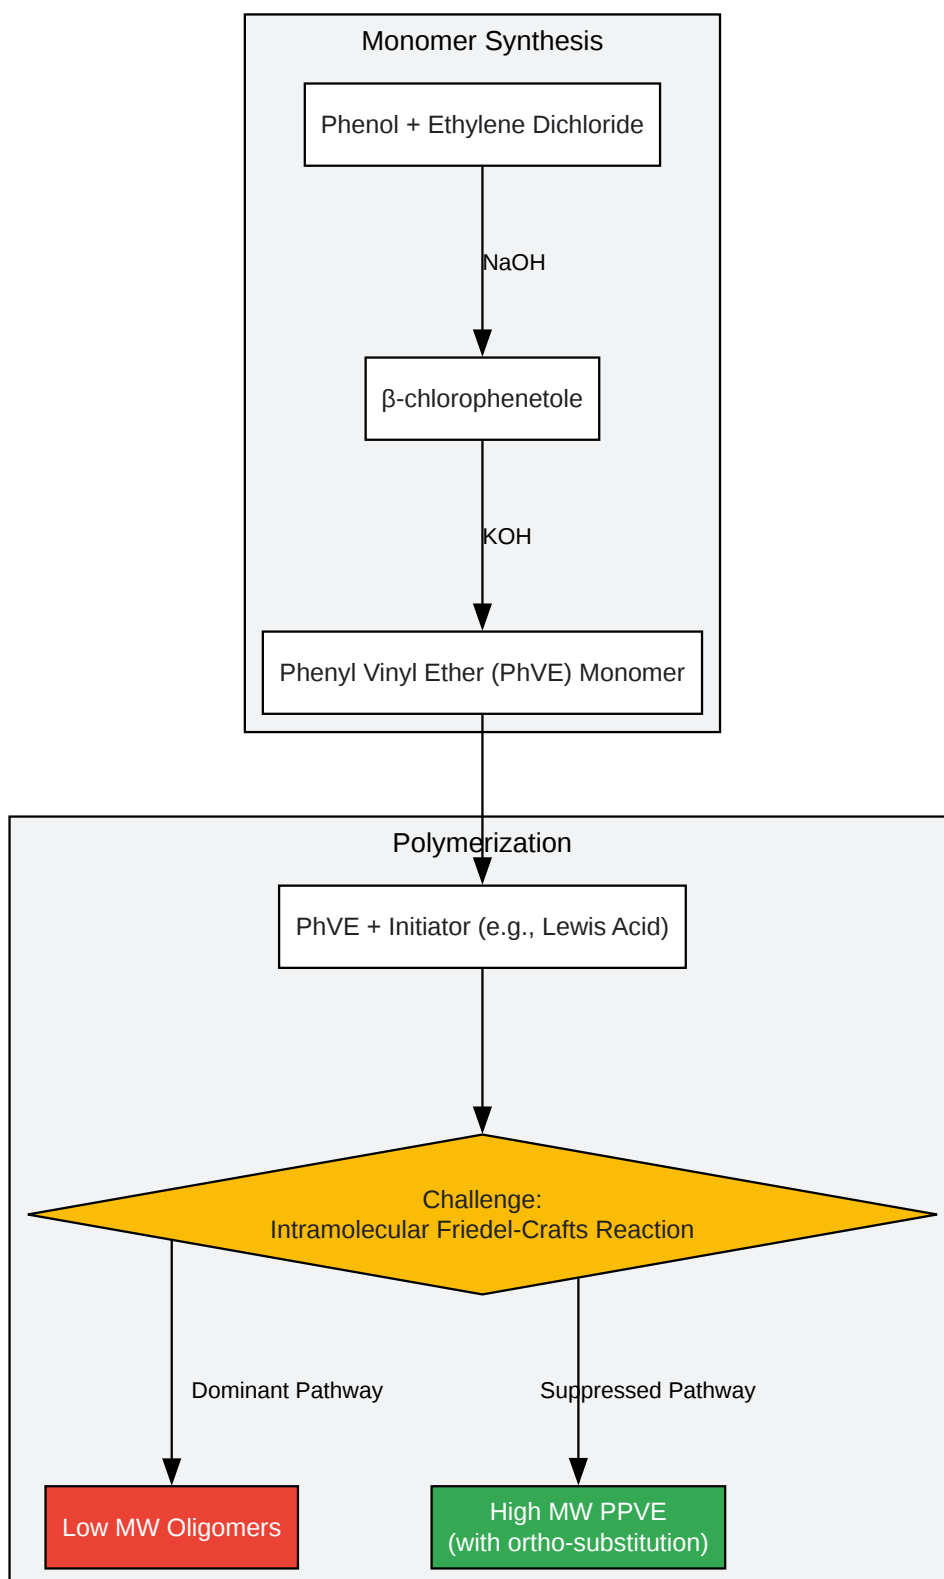 Monomer Synthesis
Phenol + Ethylene Dichloride
NaOH
β-chlorophenetole
KOH
Phenyl Vinyl Ether (PhVE) Monomer
Polymerization
PhVE + Initiator (e.g., Lewis Acid)
Challenge:
Intramolecular Friedel-Crafts Reaction
Dominant Pathway
Suppressed Pathway
Low MW Oligomers
High MW PPVE
(with ortho-substitution)